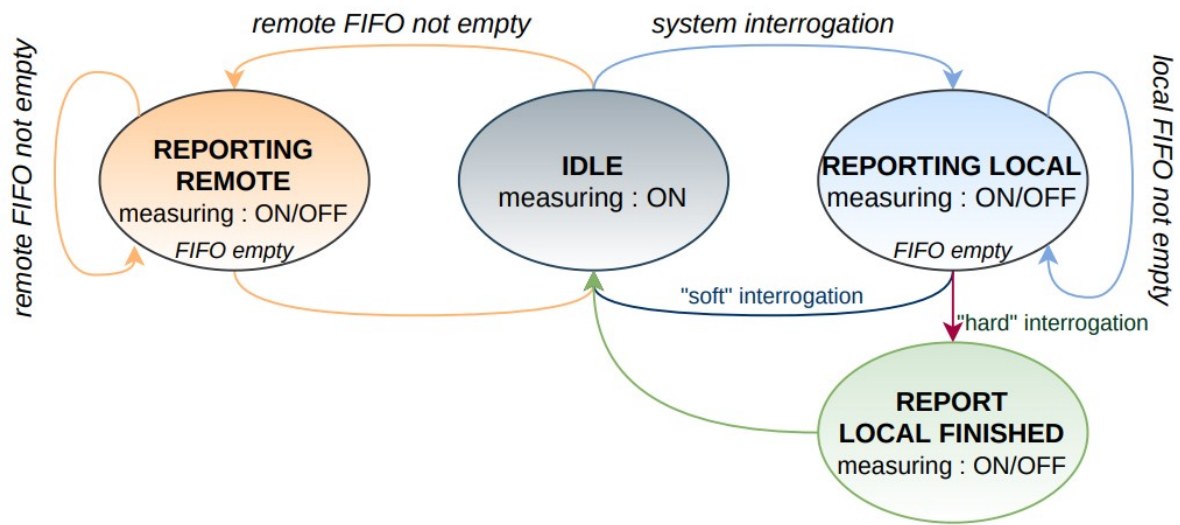 remote FIFO not empty
system interrogation
remote FIFO not empty
REPORTING
REMOTE
measuring : ON/OFF
FIFO empty
IDLE
measuring : ON
REPORTING LOCAL
measuring : ON/OFF
FIFO empty
local FIFO not empty
"soft" interrogation
"hard" interrogation
REPORT
LOCAL FINISHED
measuring : ON/OFF